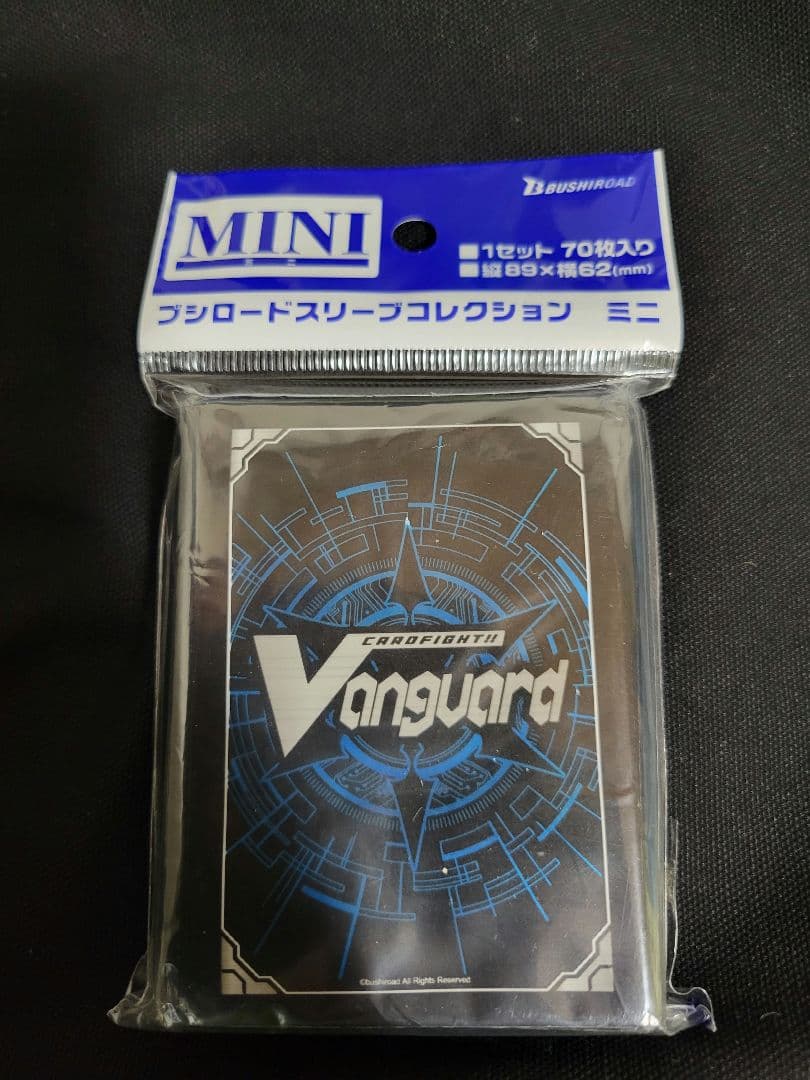 BUSHIROAD
MINI
ミニ
■1セット 70枚入り
■縦89×横62(mm)
ブシロードスリーブコレクション ミニ
CARDFIGHT!!
Vanguard
©bushiroad All Rights Reserved